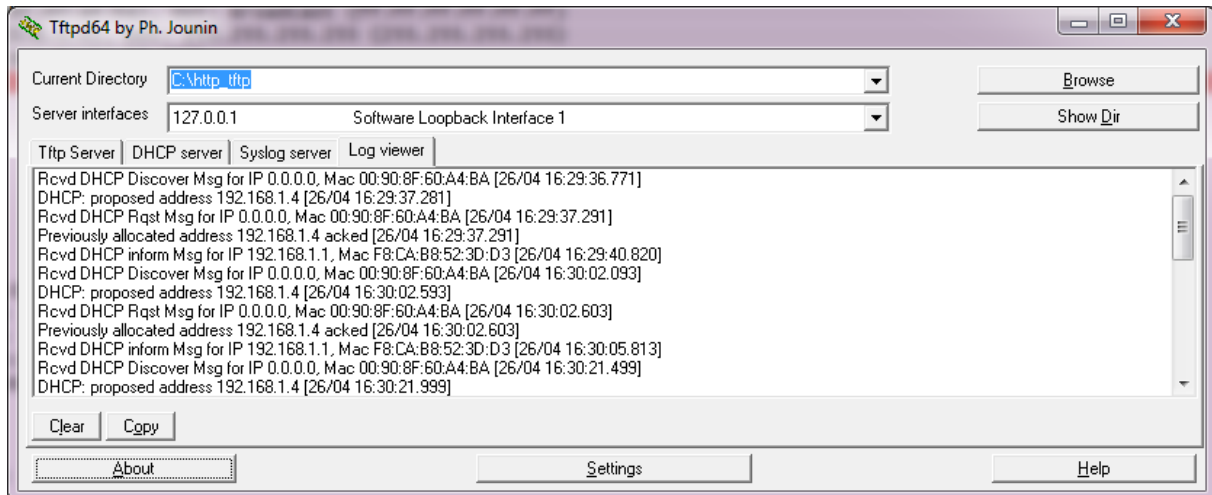 Tftpd64 by Ph. Jounin
Current Directory C:\http_tftp Browse
Server interfaces 127.0.0.1 Software Loopback Interface 1 Show Dir
Tftp Server DHCP server Syslog server Log viewer
Rcvd DHCP Discover Msg for IP 0.0.0.0, Mac 00:90:8F:60:A4:BA [26/04 16:29:36.771]
DHCP: proposed address 192.168.1.4 [26/04 16:29:37.281]
Rcvd DHCP Rqst Msg for IP 0.0.0.0, Mac 00:90:8F:60:A4:BA [26/04 16:29:37.291]
Previously allocated address 192.168.1.4 acked [26/04 16:29:37.291]
Rcvd DHCP inform Msg for IP 192.168.1.1, Mac F8:CA:B8:52:3D:D3 [26/04 16:29:40.820]
Rcvd DHCP Discover Msg for IP 0.0.0.0, Mac 00:90:8F:60:A4:BA [26/04 16:30:02.093]
DHCP: proposed address 192.168.1.4 [26/04 16:30:02.593]
Rcvd DHCP Rqst Msg for IP 0.0.0.0, Mac 00:90:8F:60:A4:BA [26/04 16:30:02.603]
Previously allocated address 192.168.1.4 acked [26/04 16:30:02.603]
Rcvd DHCP inform Msg for IP 192.168.1.1, Mac F8:CA:B8:52:3D:D3 [26/04 16:30:05.813]
Rcvd DHCP Discover Msg for IP 0.0.0.0, Mac 00:90:8F:60:A4:BA [26/04 16:30:21.499]
DHCP: proposed address 192.168.1.4 [26/04 16:30:21.999]
Clear Copy
About Settings Help